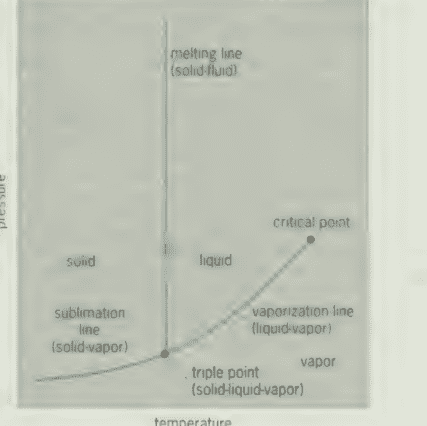 melting line
(solid-fluid)
critical point
solid
liquid
sublimation
line
(solid-vapor)
vaporization line
(liquid-vapor)
vapor
triple point
(solid-liquid-vapor)
pressure
temperature